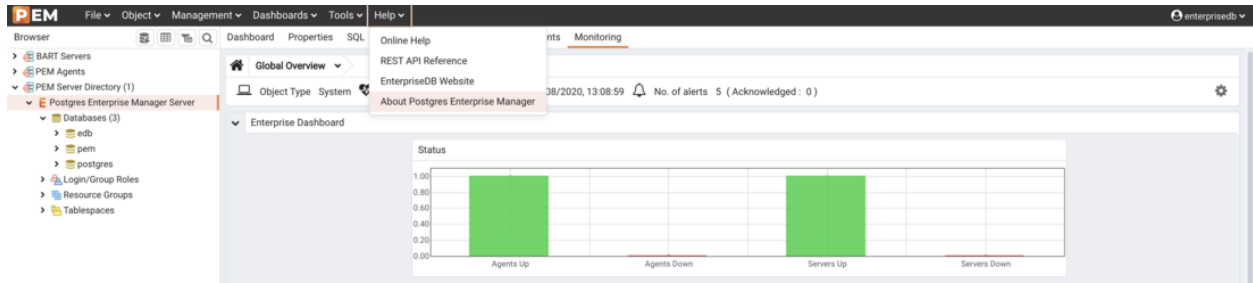 PEM File Object Management Dashboards Tools Help enterprisedb
Browser
Dashboard Properties SQL nts Monitoring
Online Help
REST API Reference
EnterpriseDB Website
About Postgres Enterprise Manager
BART Servers
PEM Agents
PEM Server Directory (1)
Postgres Enterprise Manager Server
Databases (3)
edb
pem
postgres
Login/Group Roles
Resource Groups
Tablespaces
Global Overview
Object Type System 08/2020, 13:08:59 No. of alerts 5 (Acknowledged: 0)
Enterprise Dashboard
Status
1.00
0.80
0.60
0.40
0.20
0.00
Agents Up Agents Down Servers Up Servers Down